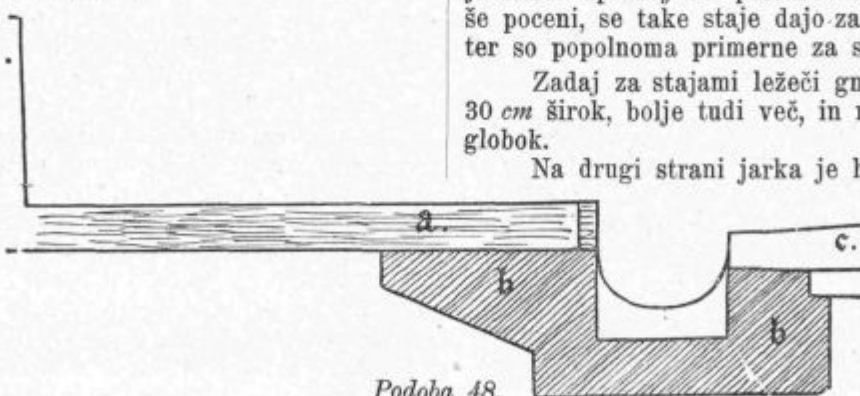 še poceni, se take staje dajo za
ter so popolnoma primerne za s
Zadaj za stajami ležeči gn
30 cm širok, bolje tudi več, in n
globok.
Na drugi strani jarka je h
a.
c.
b
b
Podoba 48